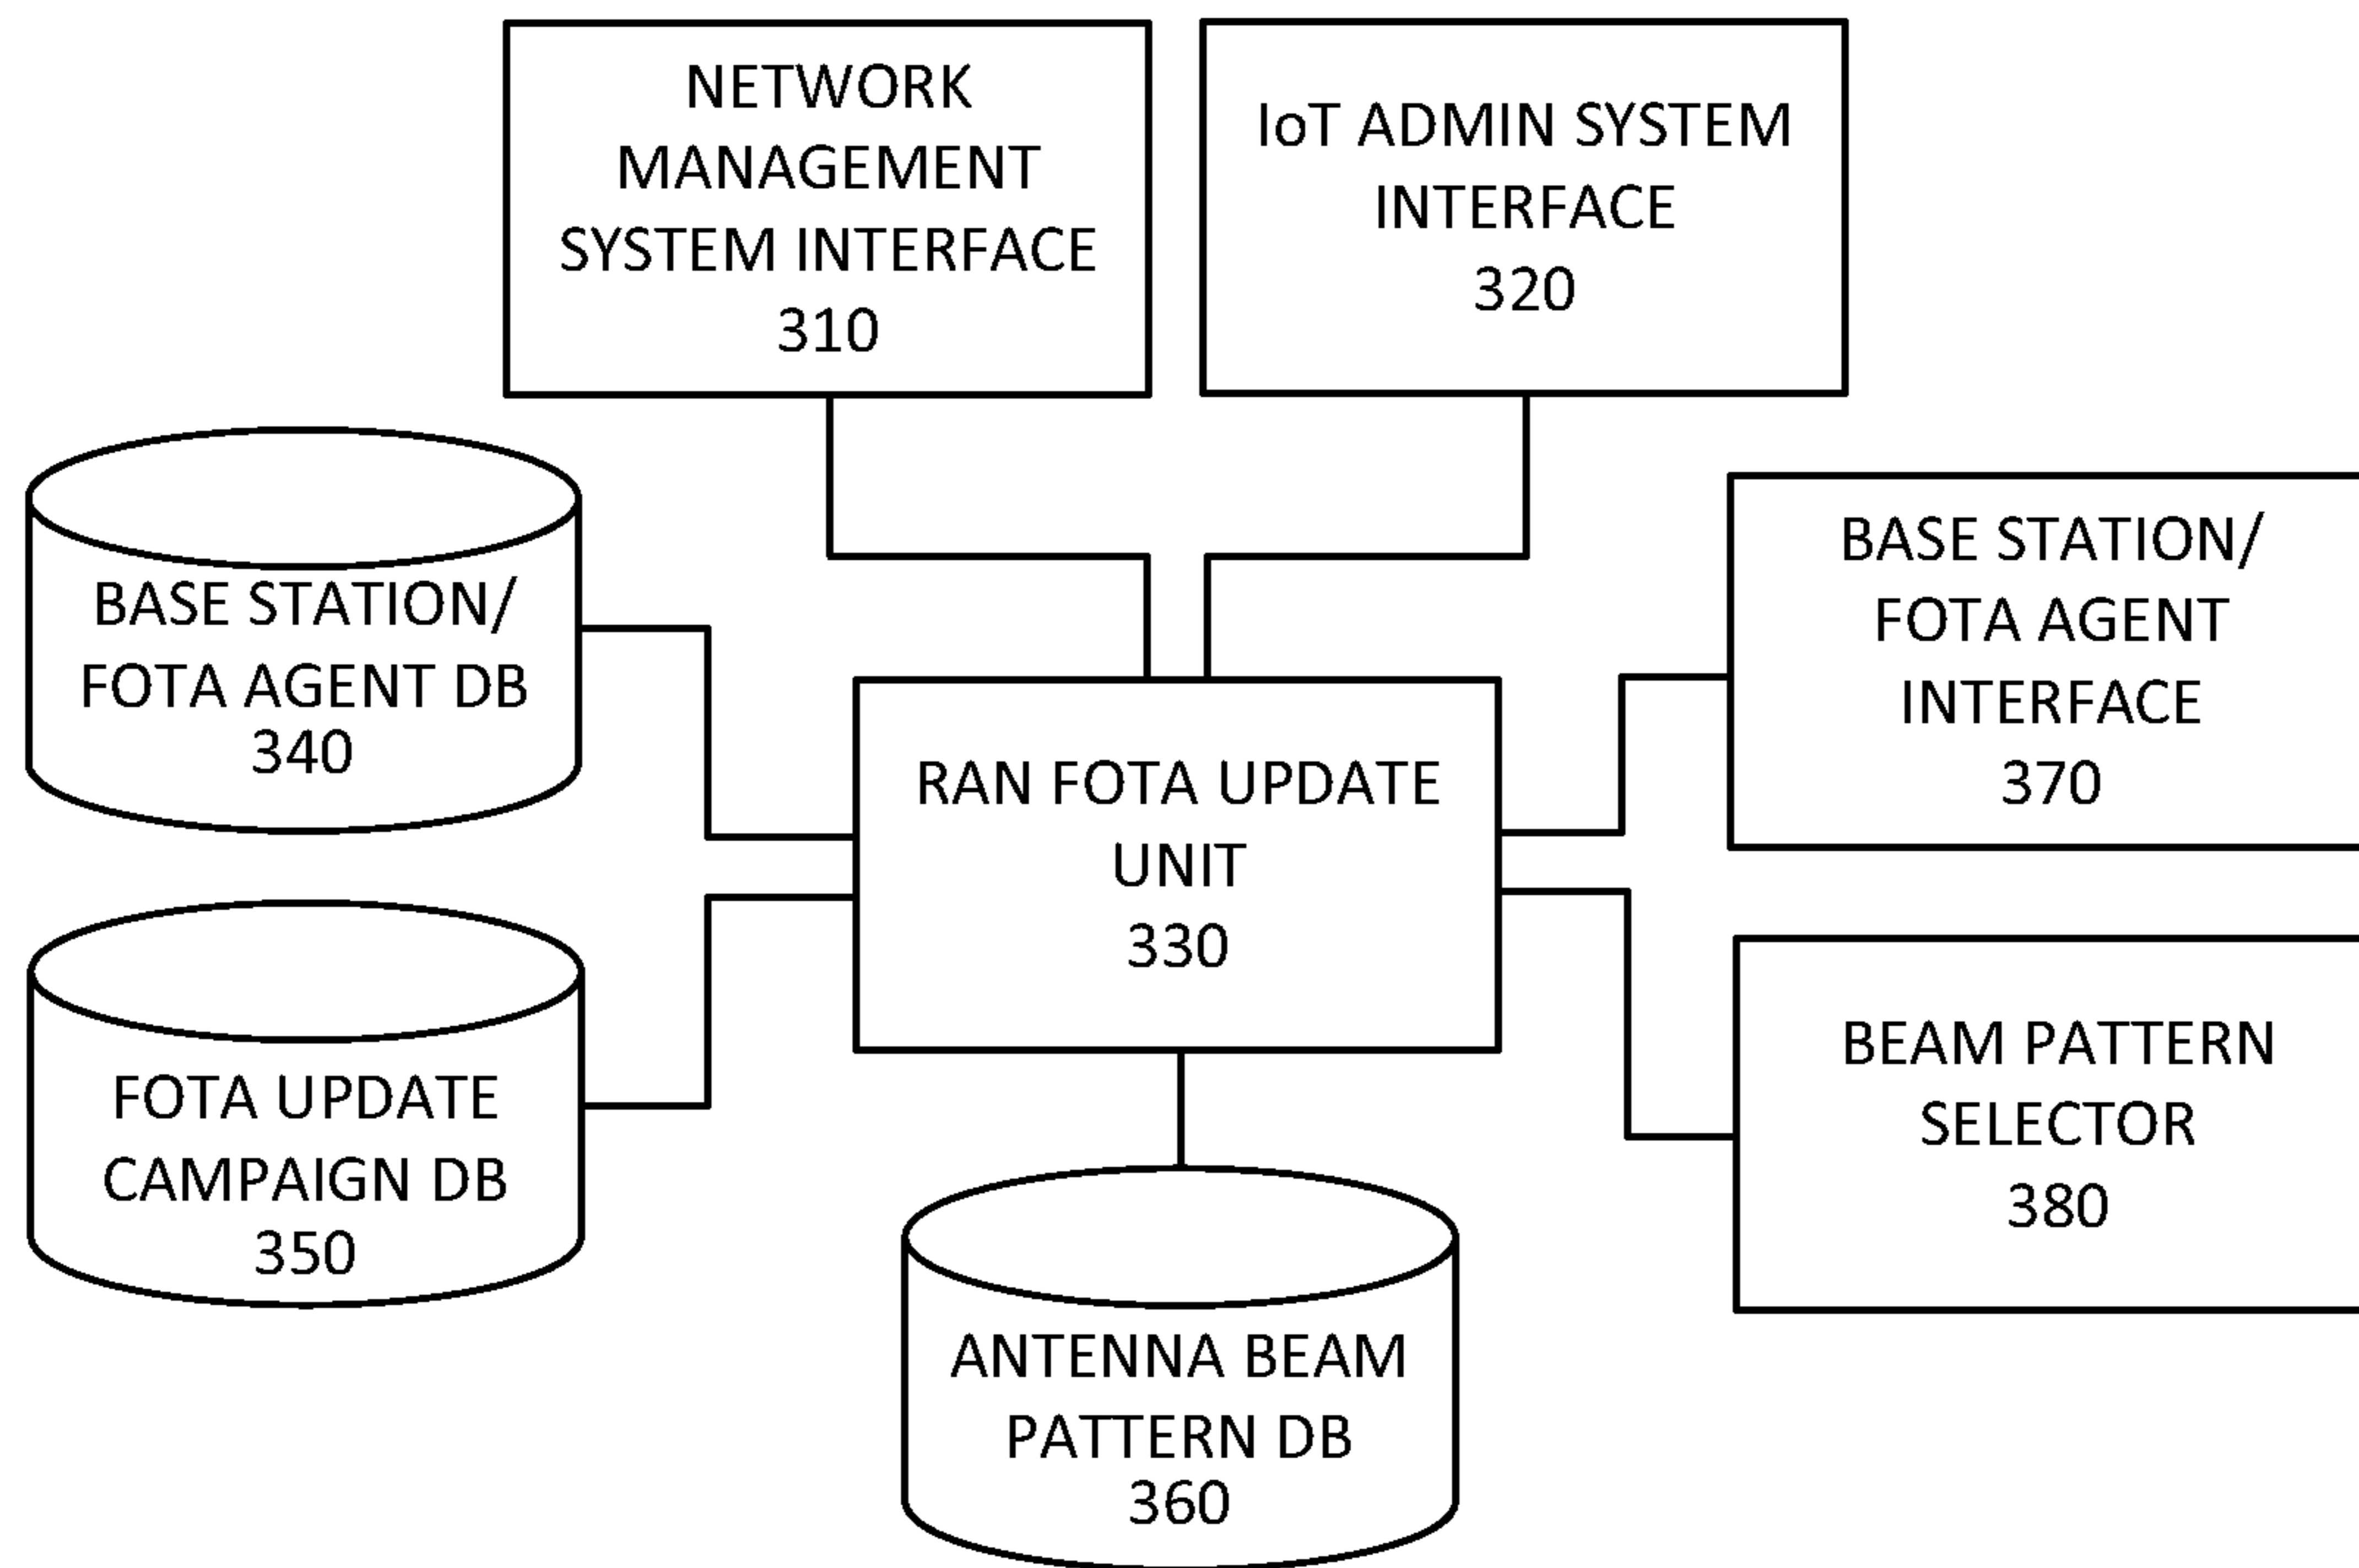 NETWORK
MANAGEMENT
SYSTEM INTERFACE
310
IoT ADMIN SYSTEM
INTERFACE
320
BASE STATION/
FOTA AGENT DB
340
BASE STATION/
FOTA AGENT
INTERFACE
370
RAN FOTA UPDATE
UNIT
330
FOTA UPDATE
CAMPAIGN DB
350
BEAM PATTERN
SELECTOR
380
ANTENNA BEAM
PATTERN DB
360